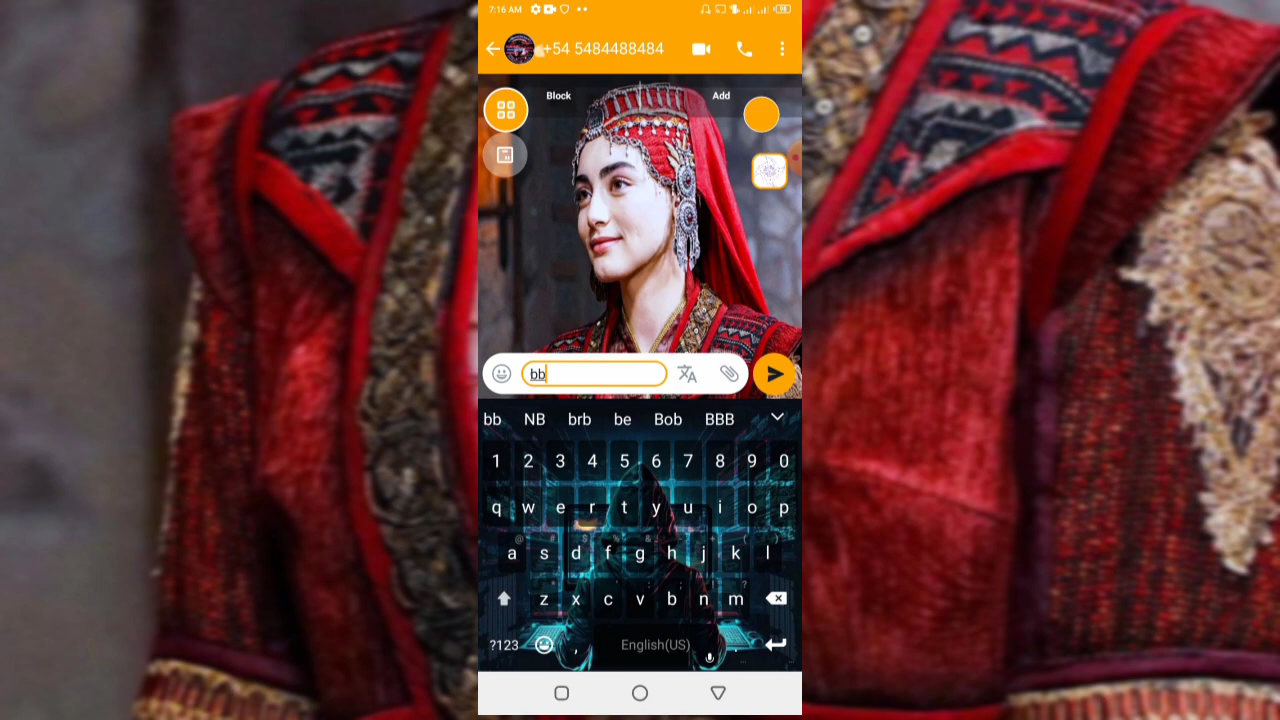 7:16 AM
+54 5484488484
Block Add
bb
bb NB brb be Bob BBB
1 2 3 4 5 6 7 8 9 0
q w e r t y u i o p
a s d f g h j k l
z x c v b n m
?123 , English(US) .